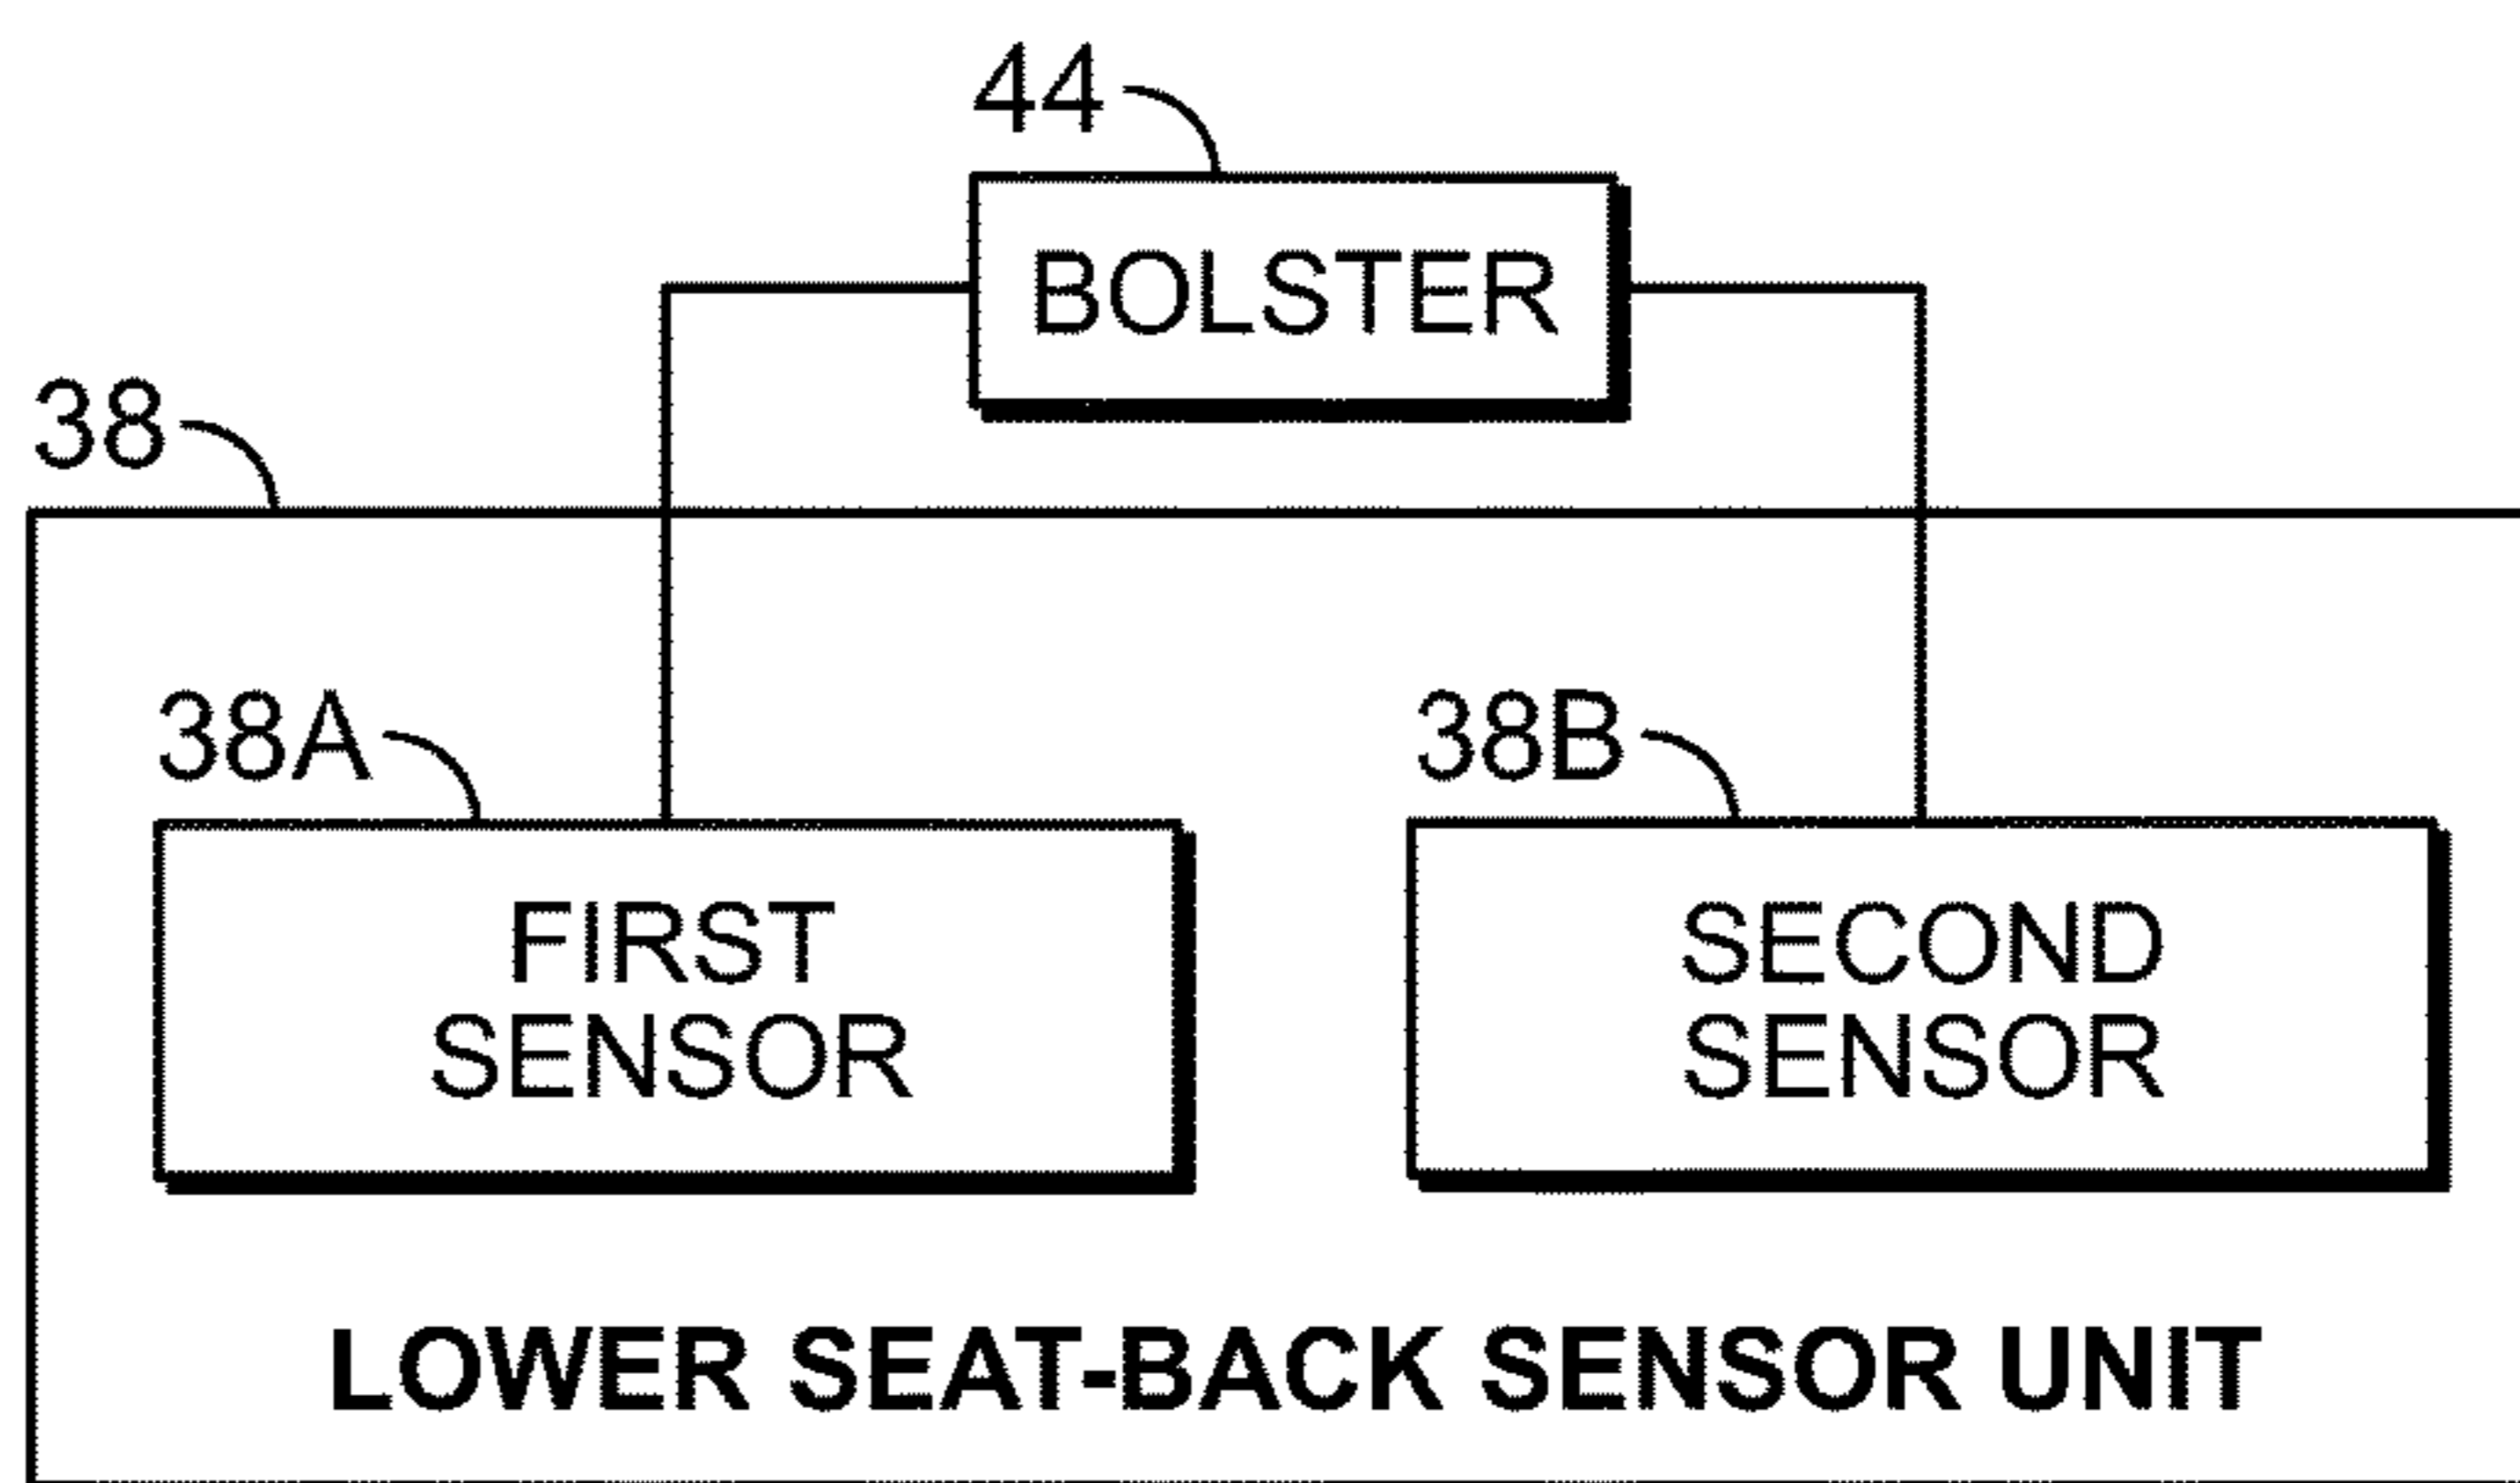 44
BOLSTER
38
38A
38B
FIRST
SENSOR
SECOND
SENSOR
LOWER SEAT-BACK SENSOR UNIT